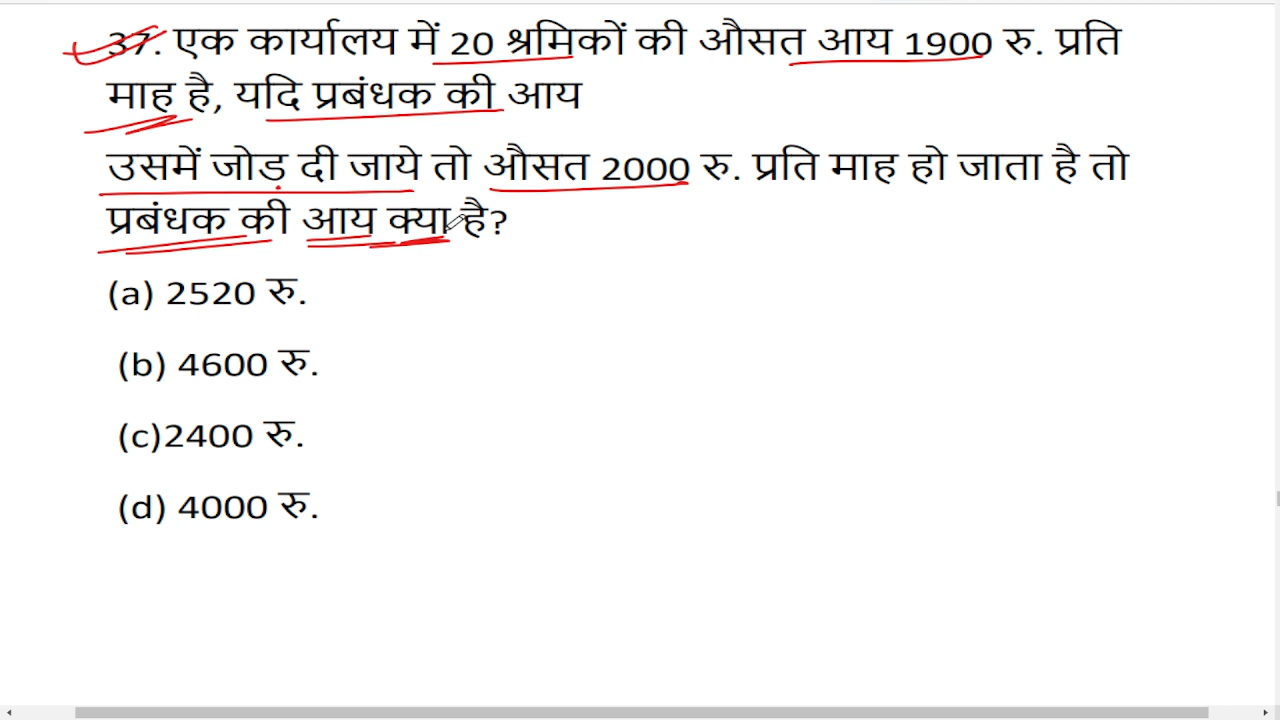 37. एक कार्यालय में 20 श्रमिकों की औसत आय 1900 रु. प्रति
माह है, यदि प्रबंधक की आय
उसमें जोड़ दी जाये तो औसत 2000 रु. प्रति माह हो जाता है तो
प्रबंधक की आय क्या है?
(a) 2520 रु.
(b) 4600 रु.
(c)2400 रु.
(d) 4000 रु.